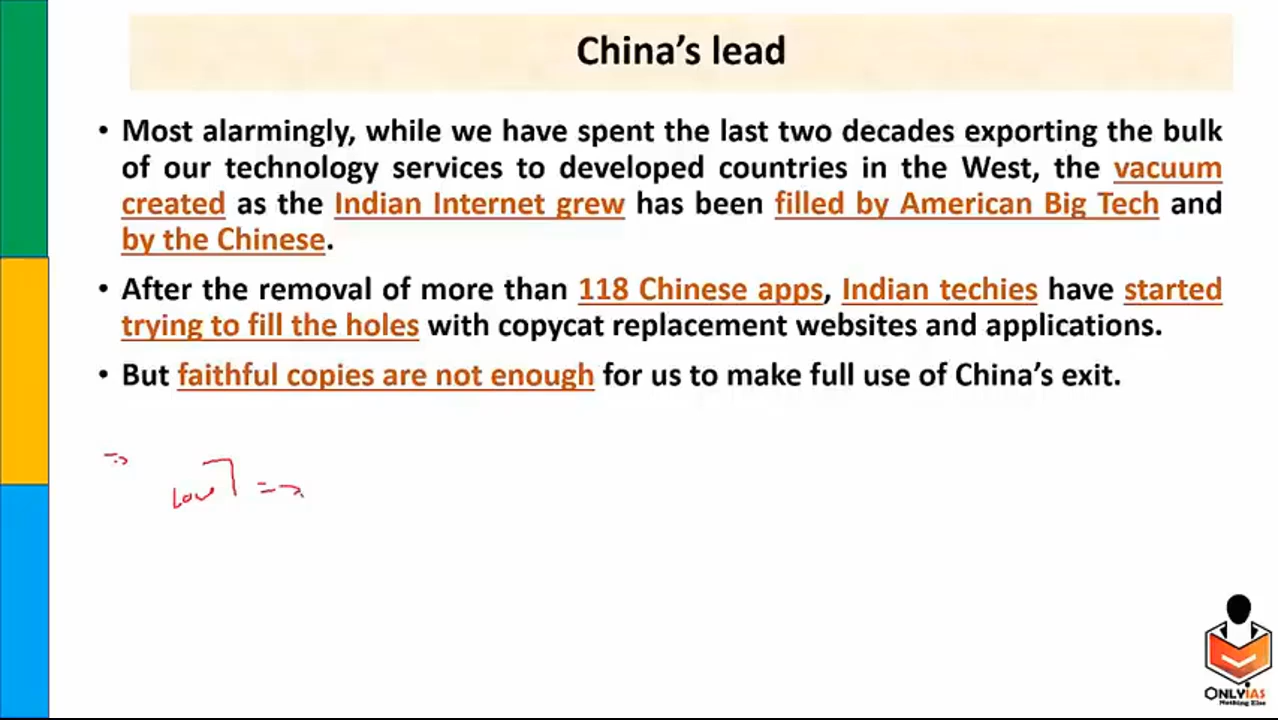 China's lead
• Most alarmingly, while we have spent the last two decades exporting the bulk
of our technology services to developed countries in the West, the vacuum
created as the Indian Internet grew has been filled by American Big Tech and
by the Chinese.
• After the removal of more than 118 Chinese apps, Indian techies have started
trying to fill the holes with copycat replacement websites and applications.
• But faithful copies are not enough for us to make full use of China's exit.
ONLYIAS
Nothing Else